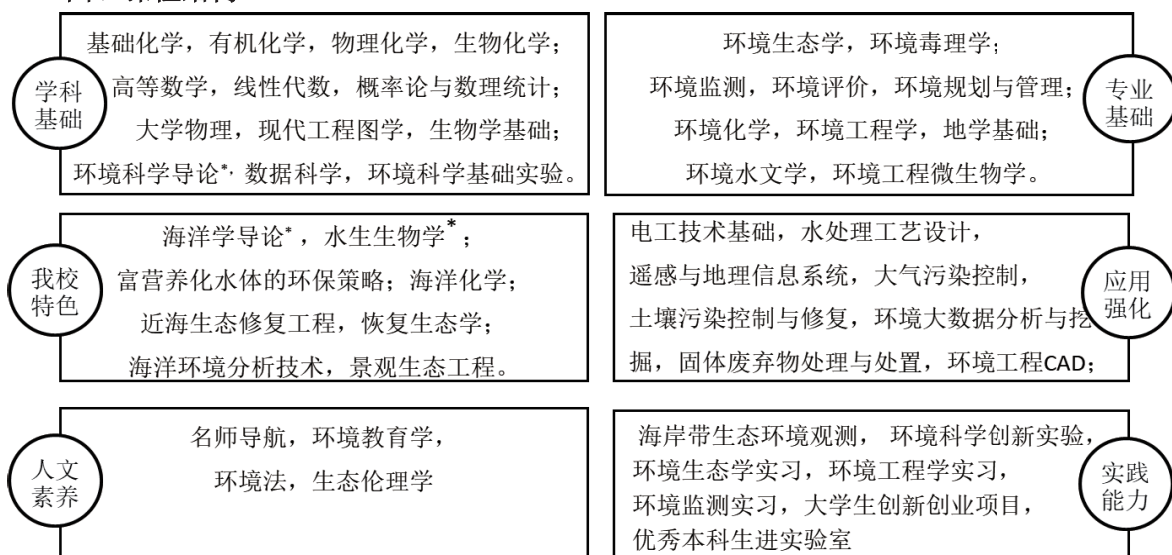 学科
基础
基础化学，有机化学，物理化学，生物化学；
高等数学，线性代数，概率论与数理统计；
大学物理，现代工程图学，生物学基础；
环境科学导论*，数据科学，环境科学基础实验。
专业
基础
环境生态学，环境毒理学；
环境监测，环境评价，环境规划与管理；
环境化学，环境工程学，地学基础；
环境水文学，环境工程微生物学。
我校
特色
海洋学导论*，水生生物学*；
富营养化水体的环保策略；海洋化学；
近海生态修复工程，恢复生态学；
海洋环境分析技术，景观生态工程。
应用
强化
电工技术基础，水处理工艺设计，
遥感与地理信息系统，大气污染控制，
土壤污染控制与修复，环境大数据分析与挖
掘，固体废弃物处理与处置，环境工程CAD；
人文
素养
名师导航，环境教育学，
环境法，生态伦理学
实践
能力
海岸带生态环境观测， 环境科学创新实验，
环境生态学实习，环境工程学实习，
环境监测实习，大学生创新创业项目，
优秀本科生进实验室